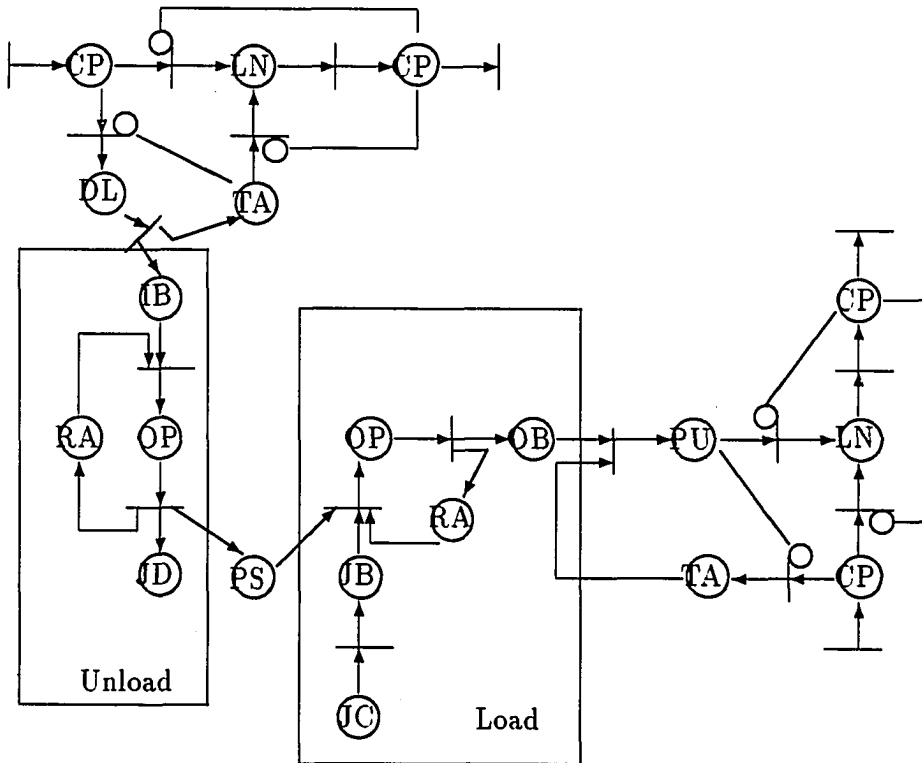 CP
LN
CP
DL
TA
IB
CP
RA
OP
OP
OB
PU
LN
RA
JD
PS
JB
TA
CP
Unload
JC
Load